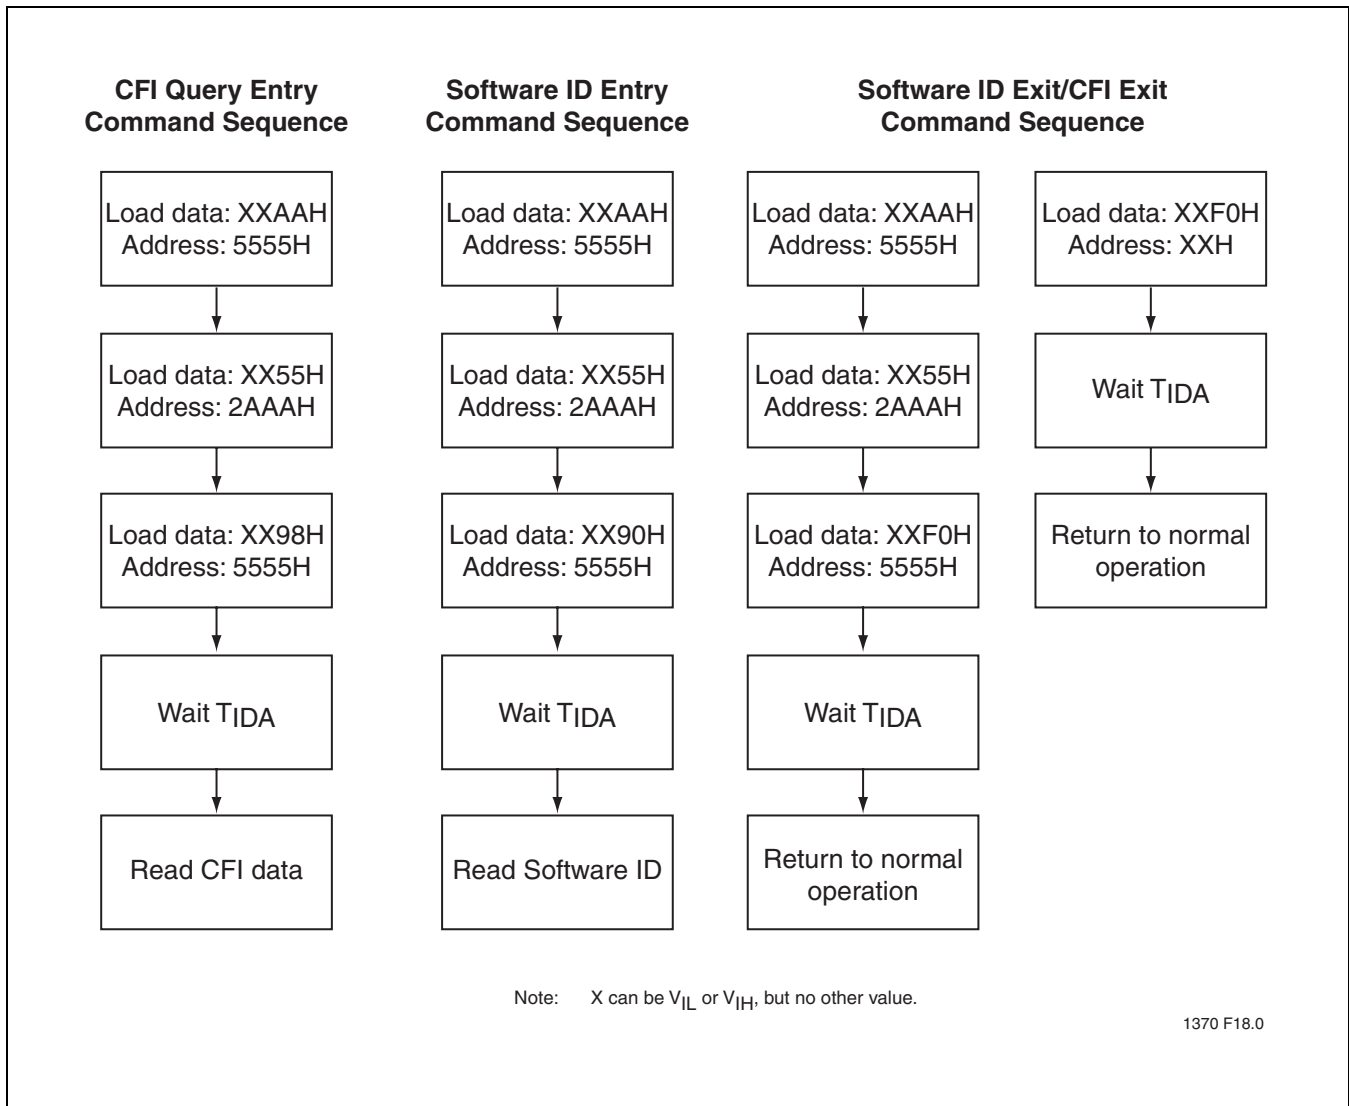 CFI Query Entry
Command Sequence
Load data: XXAAH
Address: 5555H
Load data: XX55H
Address: 2AAAH
Load data: XX98H
Address: 5555H
Wait TIDA
Read CFI data
Software ID Entry
Command Sequence
Load data: XXAAH
Address: 5555H
Load data: XX55H
Address: 2AAAH
Load data: XX90H
Address: 5555H
Wait TIDA
Read Software ID
Software ID Exit/CFI Exit
Command Sequence
Load data: XXAAH
Address: 5555H
Load data: XX55H
Address: 2AAAH
Load data: XXF0H
Address: 5555H
Wait TIDA
Return to normal
operation
Load data: XXF0H
Address: XXH
Wait TIDA
Return to normal
operation
Note: X can be VIL or VIH, but no other value.
1370 F18.0